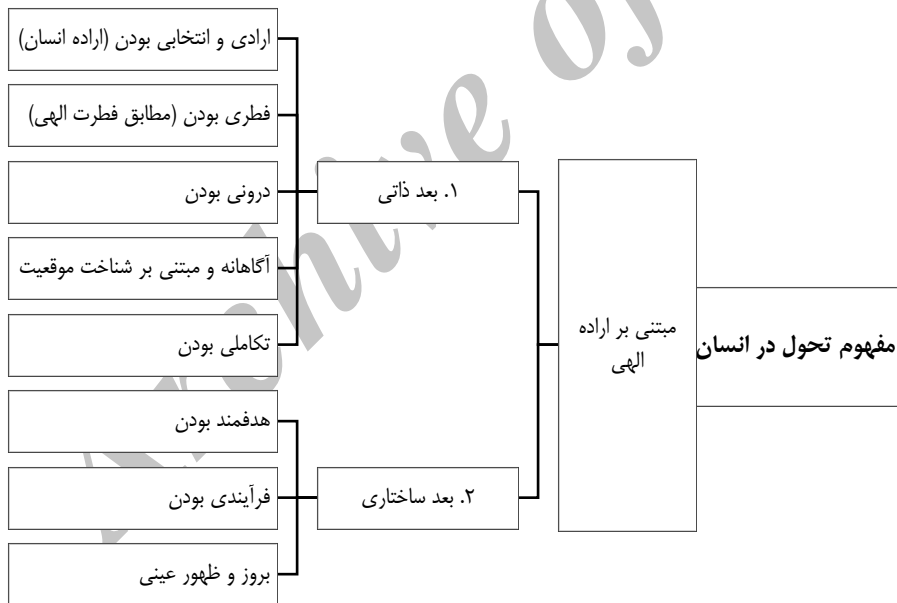 مفهوم تحول در انسان
مبتنی بر اراده
الهی
۱. بعد ذاتی
ارادی و انتخابی بودن (اراده انسان)
فطری بودن (مطابق فطرت الهی)
درونی بودن
آگاهانه و مبتنی بر شناخت موقعیت
تکاملی بودن
۲. بعد ساختاری
هدفمند بودن
فرآیندی بودن
بروز و ظهور عینی
Archive of